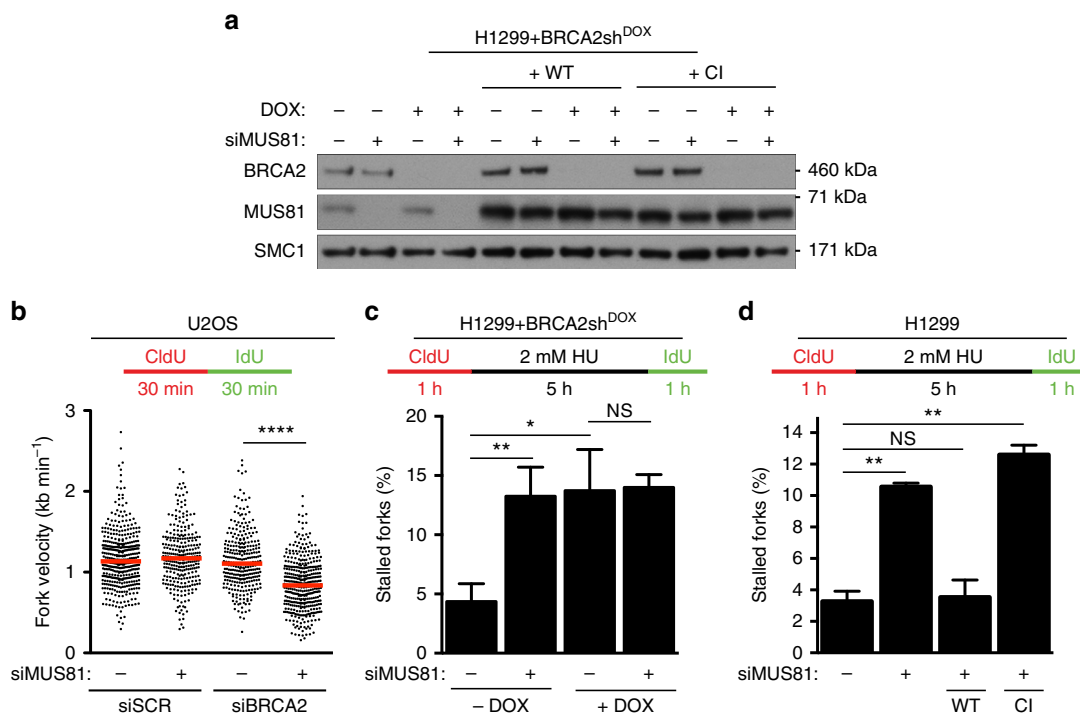 a
H1299+BRCA2sh^DOX
+ WT + CI
DOX: – – + + – – + + – – + +
siMUS81: – + – + – + – + – + – +
BRCA2 460 kDa
71 kDa
MUS81
SMC1 171 kDa
b
U2OS
CldU IdU
30 min 30 min
****
Fork velocity (kb min⁻¹)
3
2
1
0
siMUS81: – + – +
siSCR siBRCA2
c
H1299+BRCA2sh^DOX
CldU 2 mM HU IdU
1 h 5 h 1 h
NS
*
**
Stalled forks (%)
20
15
10
5
0
siMUS81: – + – +
– DOX + DOX
d
H1299
CldU 2 mM HU IdU
1 h 5 h 1 h
**
NS
**
Stalled forks (%)
14
12
10
8
6
4
2
0
siMUS81: – + + +
WT CI